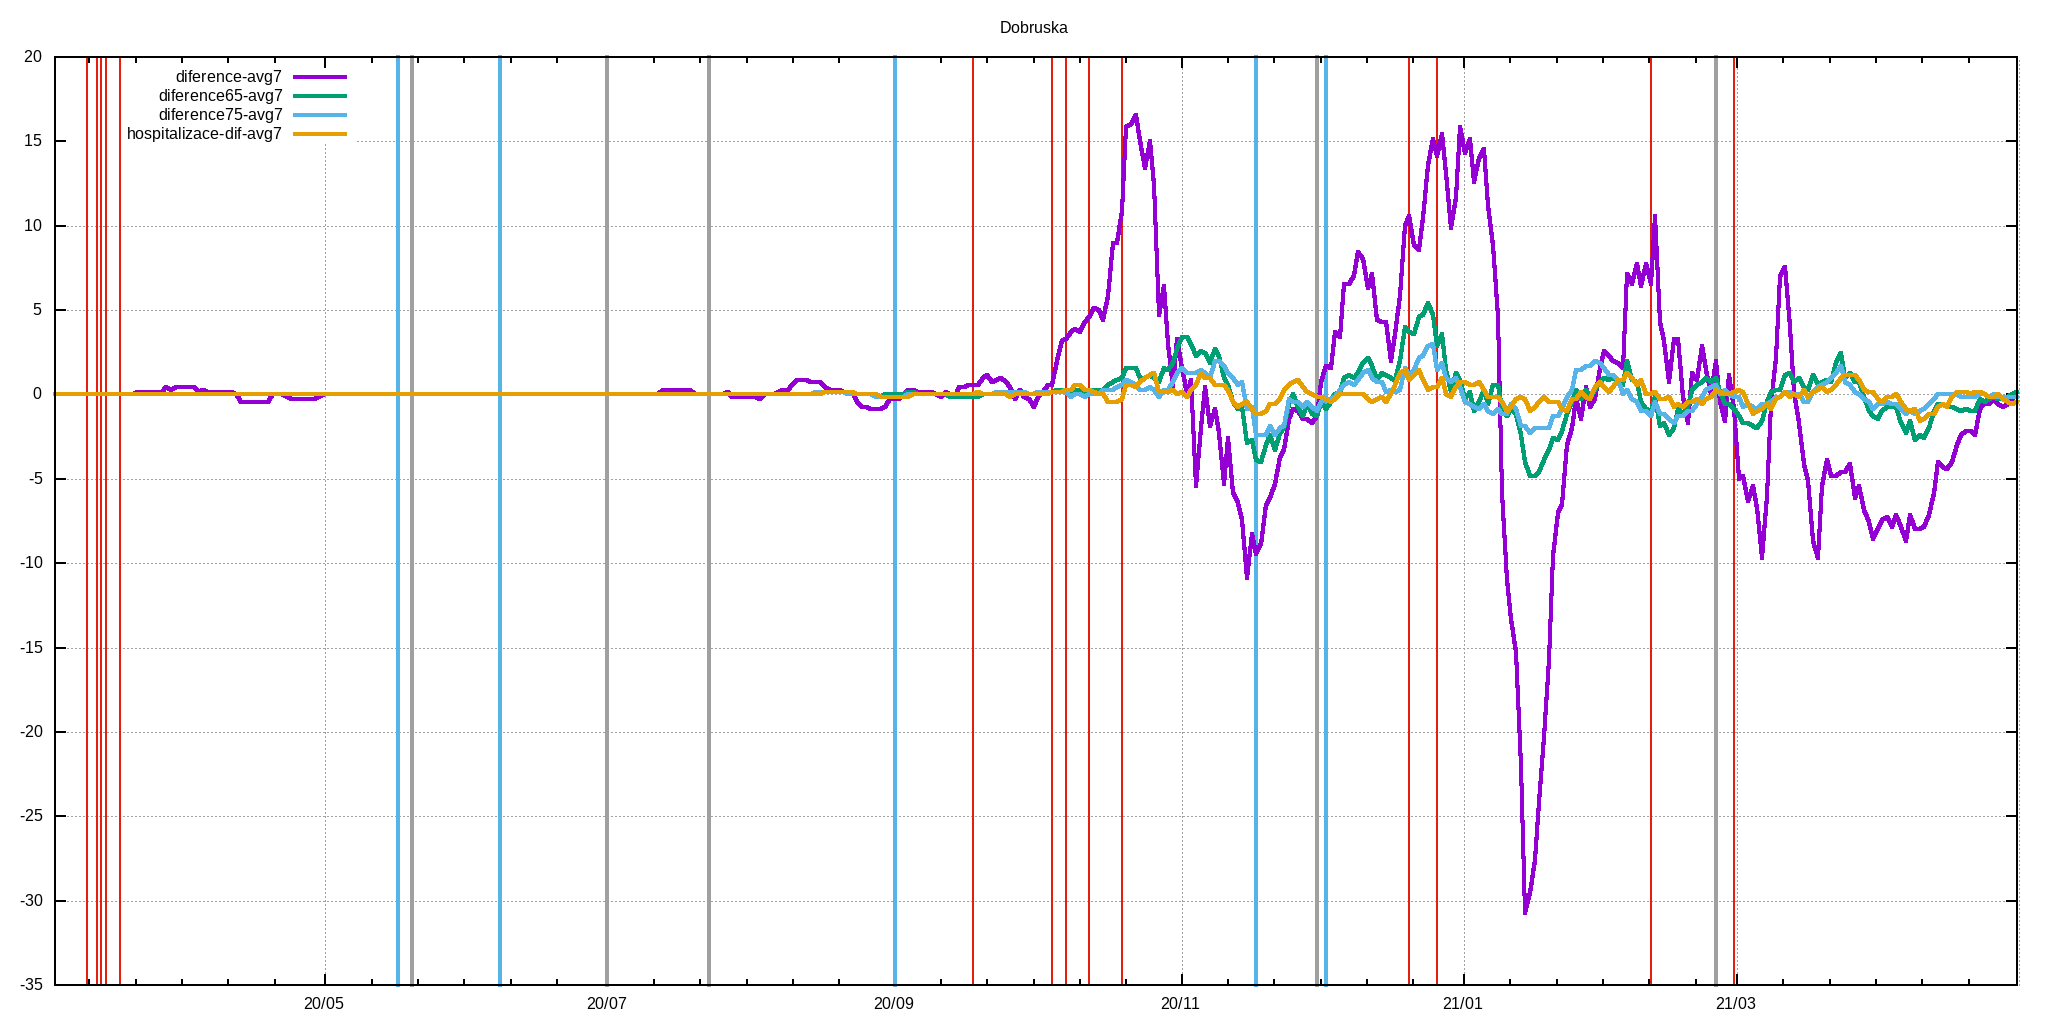 Dobruska
20
15
10
5
0
-5
-10
-15
-20
-25
-30
-35
diference-avg7
diference65-avg7
diference75-avg7
hospitalizace-dif-avg7
20/05 20/07 20/09 20/11 21/01 21/03